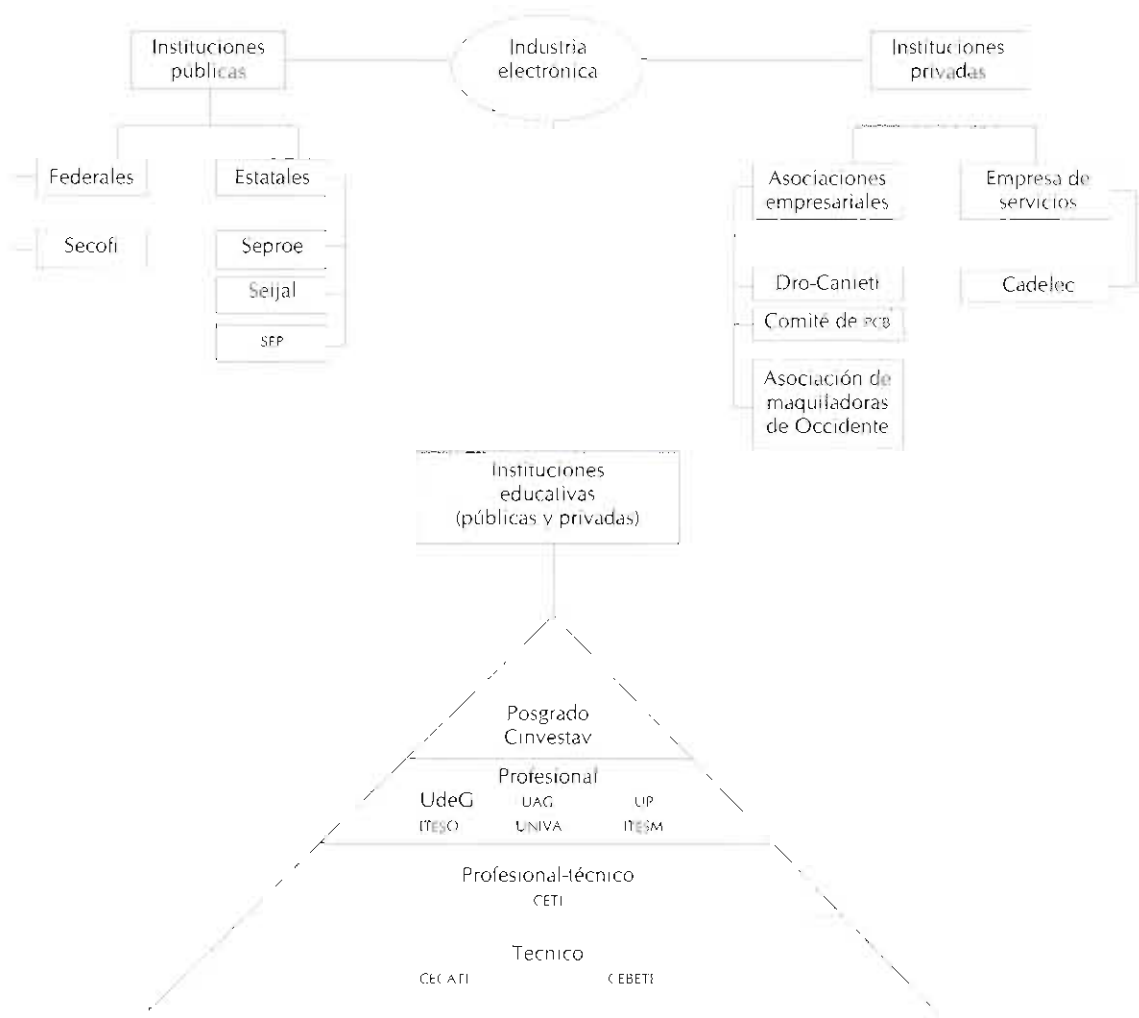 Instituciones
públicas
Industria
electrónica
Instituciones
privadas
Federales
Estatales
Asociaciones
empresariales
Empresa de
servicios
Secofi
Seproe
Seijal
SEP
Dro-Canieti
Comité de PCB
Asociación de
maquiladoras
de Occidente
Cadelec
Instituciones
educativas
(públicas y privadas)
Posgrado
Cinvestav
Profesional
UdeG UAG UP
ITESO UNIVA ITESM
Profesional-técnico
CETI
Tecnico
CECATI CEBETI